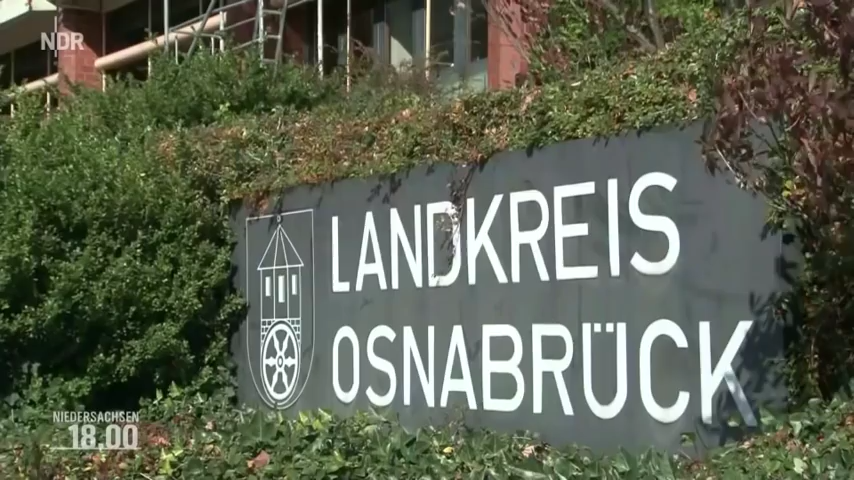 NDR
LANDKREIS
OSNABRÜCK
NIEDERSACHSEN
18.00